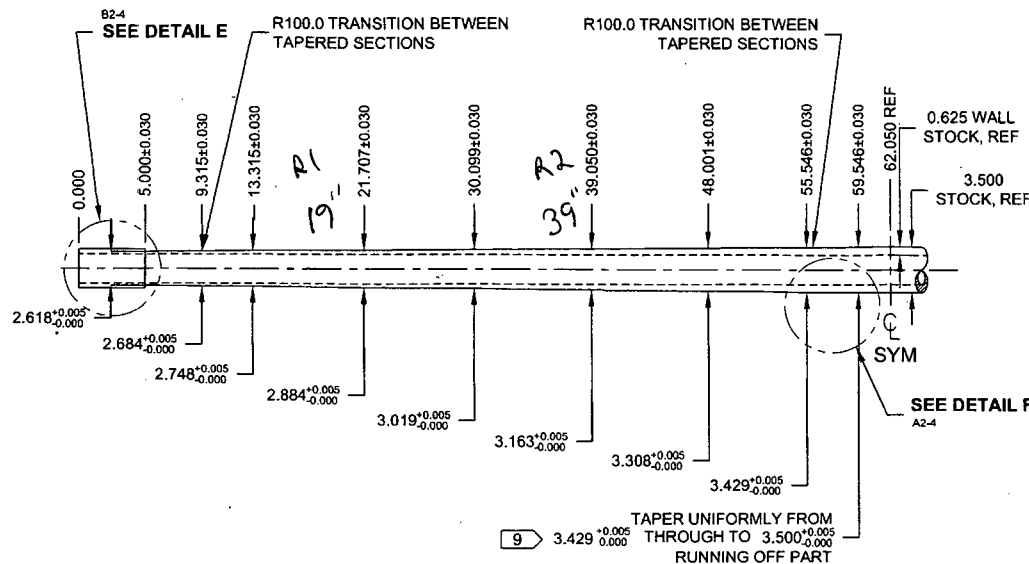 B2-4
SEE DETAIL E
R100.0 TRANSITION BETWEEN
TAPERED SECTIONS
R100.0 TRANSITION BETWEEN
TAPERED SECTIONS
0.000
5.000±0.030
9.315±0.030
13.315±0.030
R1
19"
21.707±0.030
30.099±0.030
R2
39"
39.050±0.030
48.001±0.030
55.546±0.030
59.546±0.030
62.050 REF
0.625 WALL
STOCK, REF
3.500
STOCK, REF
2.618+0.005 -0.000
2.684+0.005 -0.000
2.748+0.005 -0.000
2.884+0.005 -0.000
3.019+0.005 -0.000
3.163+0.005 -0.000
3.308+0.005 -0.000
3.429+0.005 -0.000
CL
SYM
SEE DETAIL F
A2-4
TAPER UNIFORMLY FROM
9 3.429+0.005 0.000 THROUGH TO 3.500+0.005 -0.000
RUNNING OFF PART